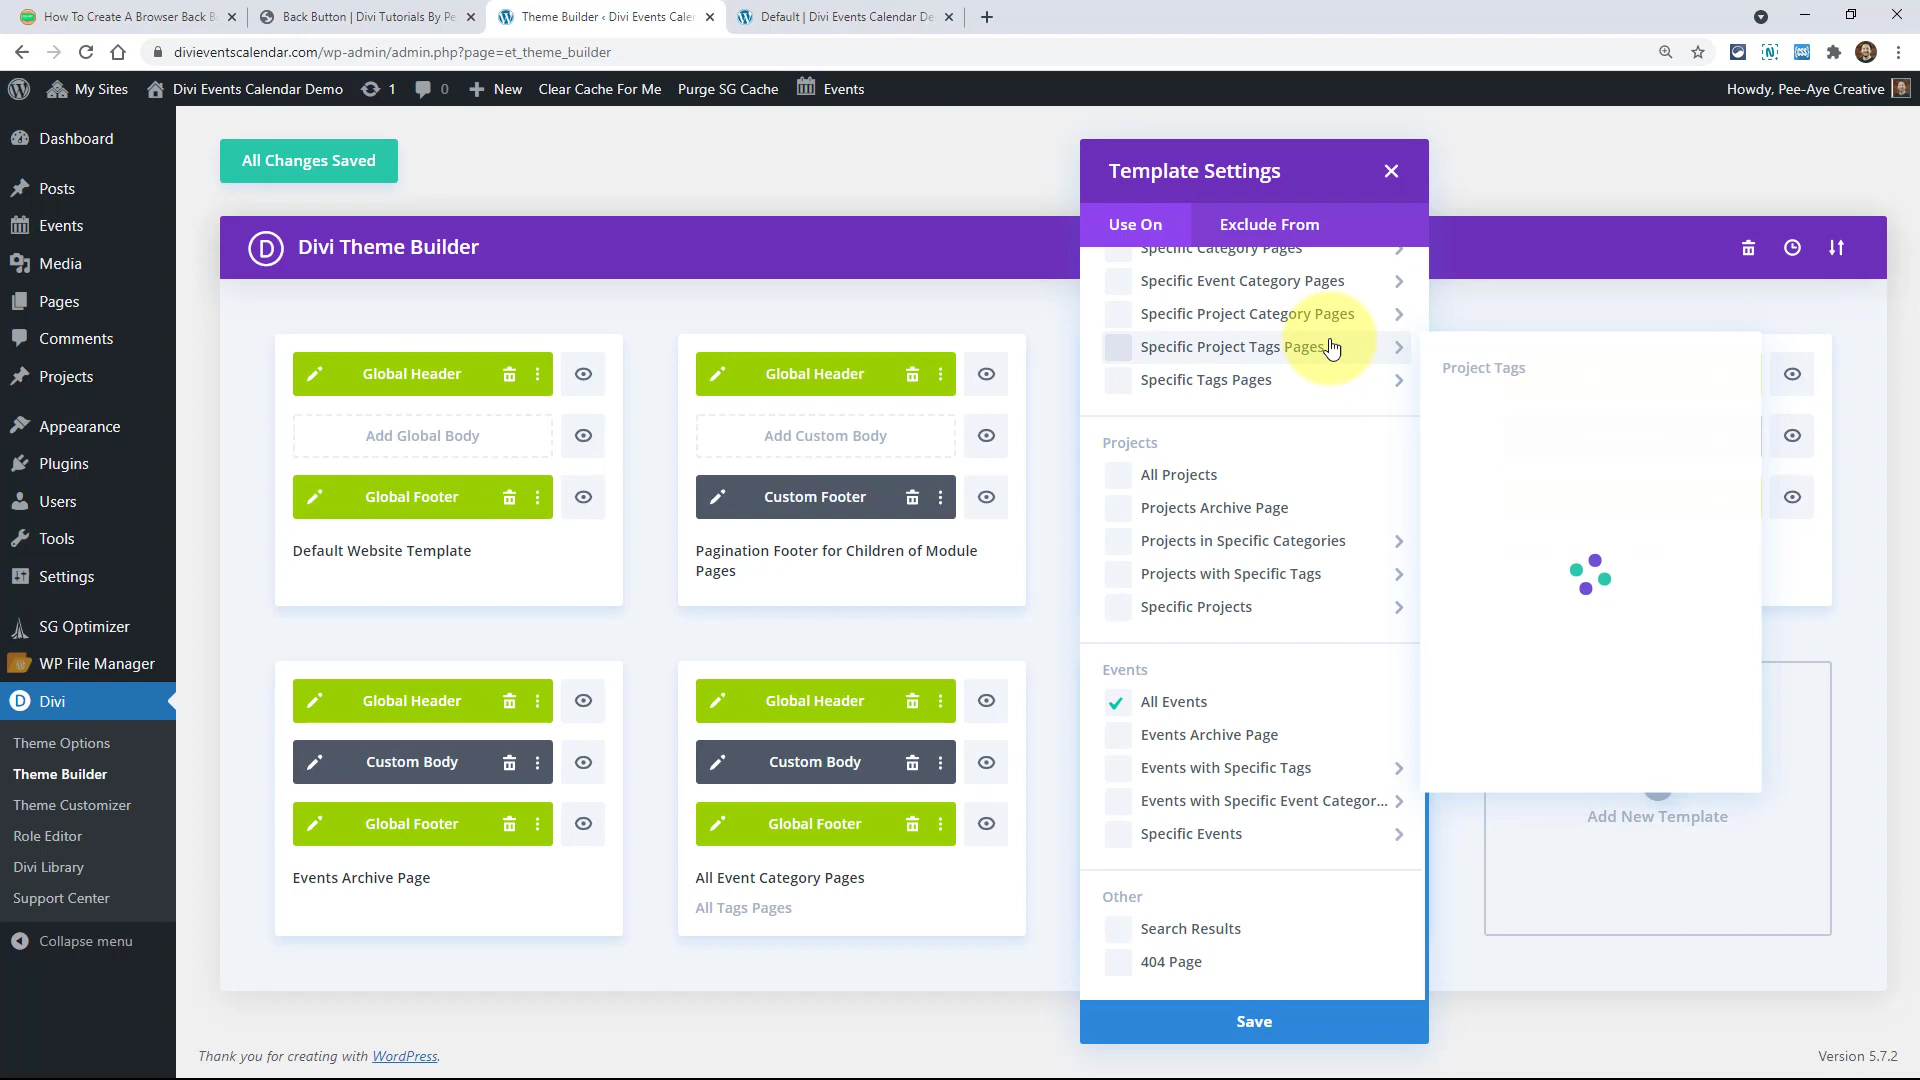 How To Create A Browser Back B
Back Button | Divi Tutorials By Pe
Theme Builder ‹ Divi Events Caler
Default | Divi Events Calendar De
divieventscalendar.com/wp-admin/admin.php?page=et_theme_builder
My Sites
Divi Events Calendar Demo
1
0
New
Clear Cache For Me
Purge SG Cache
Events
Howdy, Pee-Aye Creative
Dashboard
Posts
Events
Media
Pages
Comments
Projects
Appearance
Plugins
Users
Tools
Settings
SG Optimizer
WP File Manager
Divi
Theme Options
Theme Builder
Theme Customizer
Role Editor
Divi Library
Support Center
Collapse menu
All Changes Saved
D Divi Theme Builder
Global Header
Add Global Body
Global Footer
Default Website Template
Global Header
Add Custom Body
Custom Footer
Pagination Footer for Children of Module
Pages
Global Header
Custom Body
Global Footer
Events Archive Page
Global Header
Custom Body
Global Footer
All Event Category Pages
All Tags Pages
Template Settings
Use On
Exclude From
Specific Category Pages
Specific Event Category Pages
Specific Project Category Pages
Specific Project Tags Pages
Specific Tags Pages
Projects
All Projects
Projects Archive Page
Projects in Specific Categories
Projects with Specific Tags
Specific Projects
Events
All Events
Events Archive Page
Events with Specific Tags
Events with Specific Event Categor...
Specific Events
Other
Search Results
404 Page
Save
Project Tags
Add New Template
Thank you for creating with WordPress.
Version 5.7.2